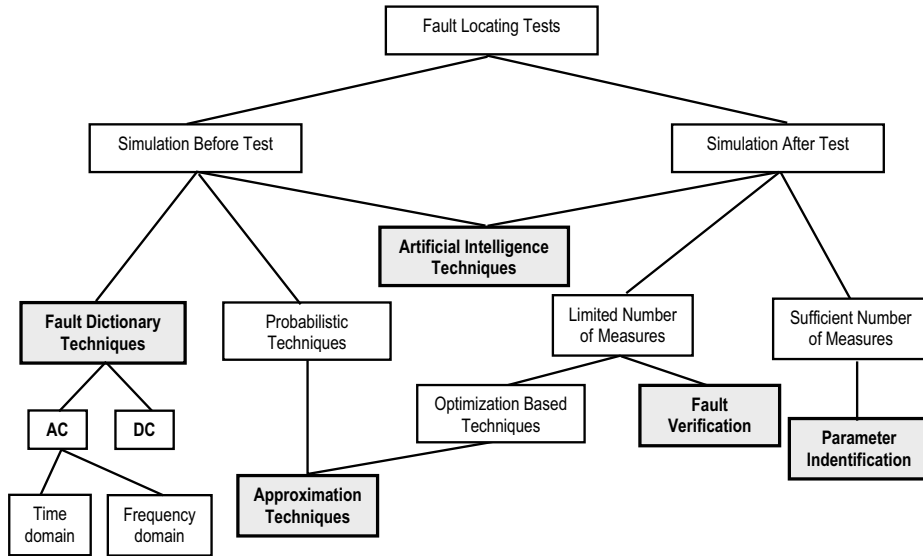 Fault Locating Tests
Simulation Before Test
Simulation After Test
Artificial Intelligence
Techniques
Fault Dictionary
Techniques
Probabilistic
Techniques
Limited Number
of Measures
Sufficient Number
of Measures
AC
DC
Optimization Based
Techniques
Fault
Verification
Parameter
Indentification
Time
domain
Frequency
domain
Approximation
Techniques